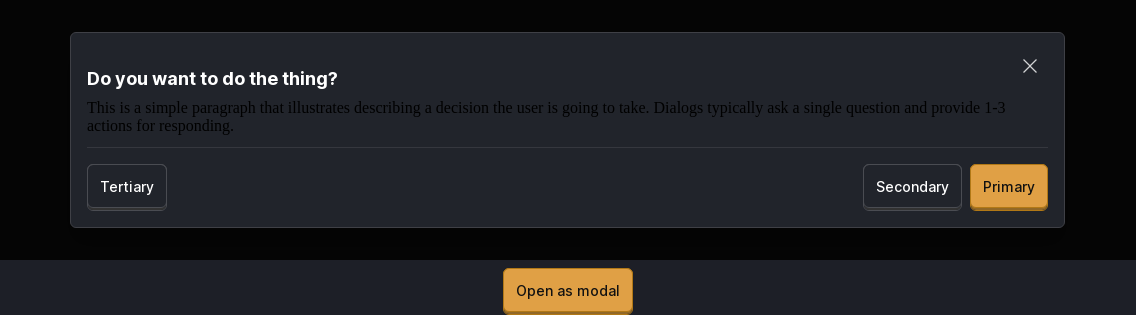 Do you want to do the thing?
This is a simple paragraph that illustrates describing a decision the user is going to take. Dialogs typically ask a single question and provide 1-3
actions for responding.
Tertiary
Secondary
Primary
Open as modal